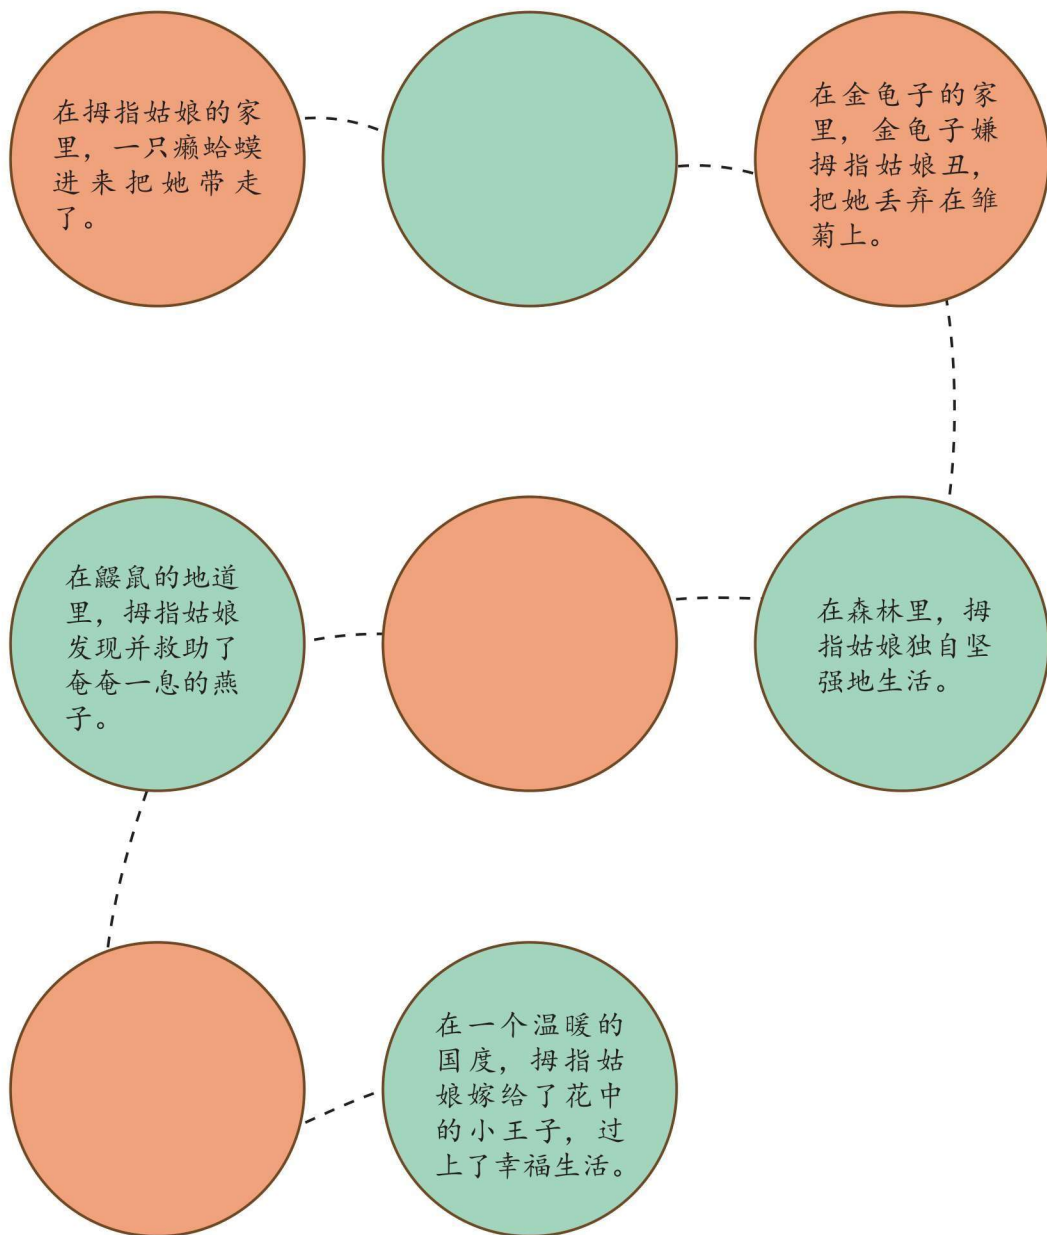 在拇指姑娘的家
里，一只癞蛤蟆
进来把她带走
了。
在金龟子的家
里，金龟子嫌
拇指姑娘丑，
把她丢弃在雏
菊上。
在森林里，拇
指姑娘独自坚
强地生活。
在鼹鼠的地道
里，拇指姑娘
发现并救助了
奄奄一息的燕
子。
在一个温暖的
国度，拇指姑
娘嫁给了花中
的小王子，过
上了幸福生活。